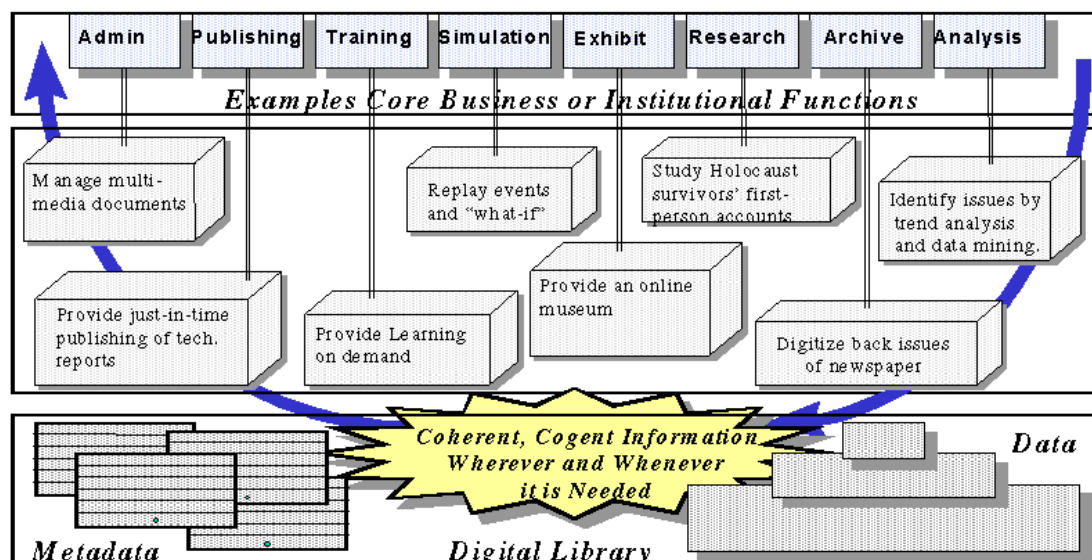 Admin Publishing Training Simulation Exhibit Research Archive Analysis
Examples Core Business or Institutional Functions
Manage multi-
media documents
Replay events
and “what-if”
Study Holocaust
survivors’ first-
person accounts
Identify issues by
trend analysis
and data mining.
Provide just-in-time
publishing of tech.
reports
Provide Learning
on demand
Provide an online
museum
Digitize back issues
of newspaper
Coherent, Cogent Information
Wherever and Whenever
it is Needed
Data
Metadata
Digital Library